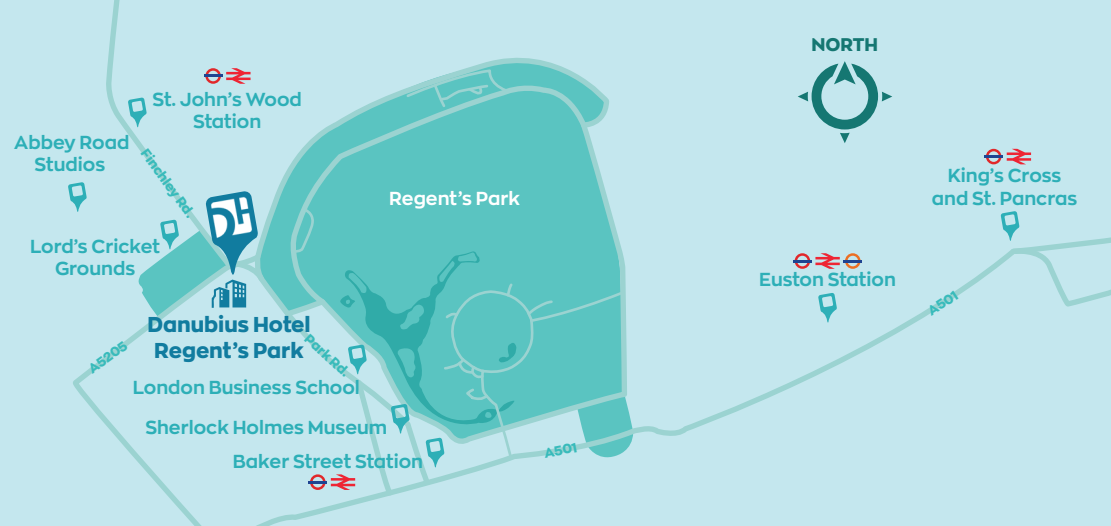 NORTH
St. John's Wood
Station
Abbey Road
Studios
Finchley Rd.
King's Cross
and St. Pancras
Regent's Park
DH
Lord's Cricket
Grounds
Euston Station
A501
Danubius Hotel
Regent's Park
A5205
Park Rd.
London Business School
Sherlock Holmes Museum
Baker Street Station
A501